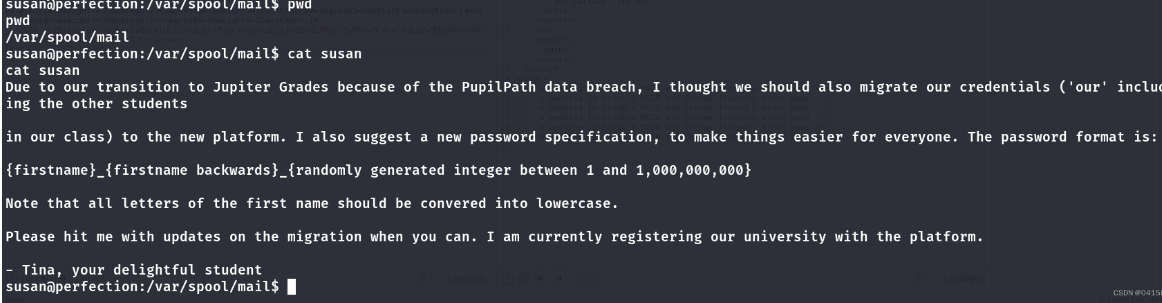 susan@perfection:/var/spool/mail$ pwd
pwd
/var/spool/mail
susan@perfection:/var/spool/mail$ cat susan
cat susan
Due to our transition to Jupiter Grades because of the PupilPath data breach, I thought we should also migrate our credentials ('our' includ
ing the other students
in our class) to the new platform. I also suggest a new password specification, to make things easier for everyone. The password format is:
{firstname}_{firstname backwards}_{randomly generated integer between 1 and 1,000,000,000}
Note that all letters of the first name should be convered into lowercase.
Please hit me with updates on the migration when you can. I am currently registering our university with the platform.
- Tina, your delightful student
susan@perfection:/var/spool/mail$